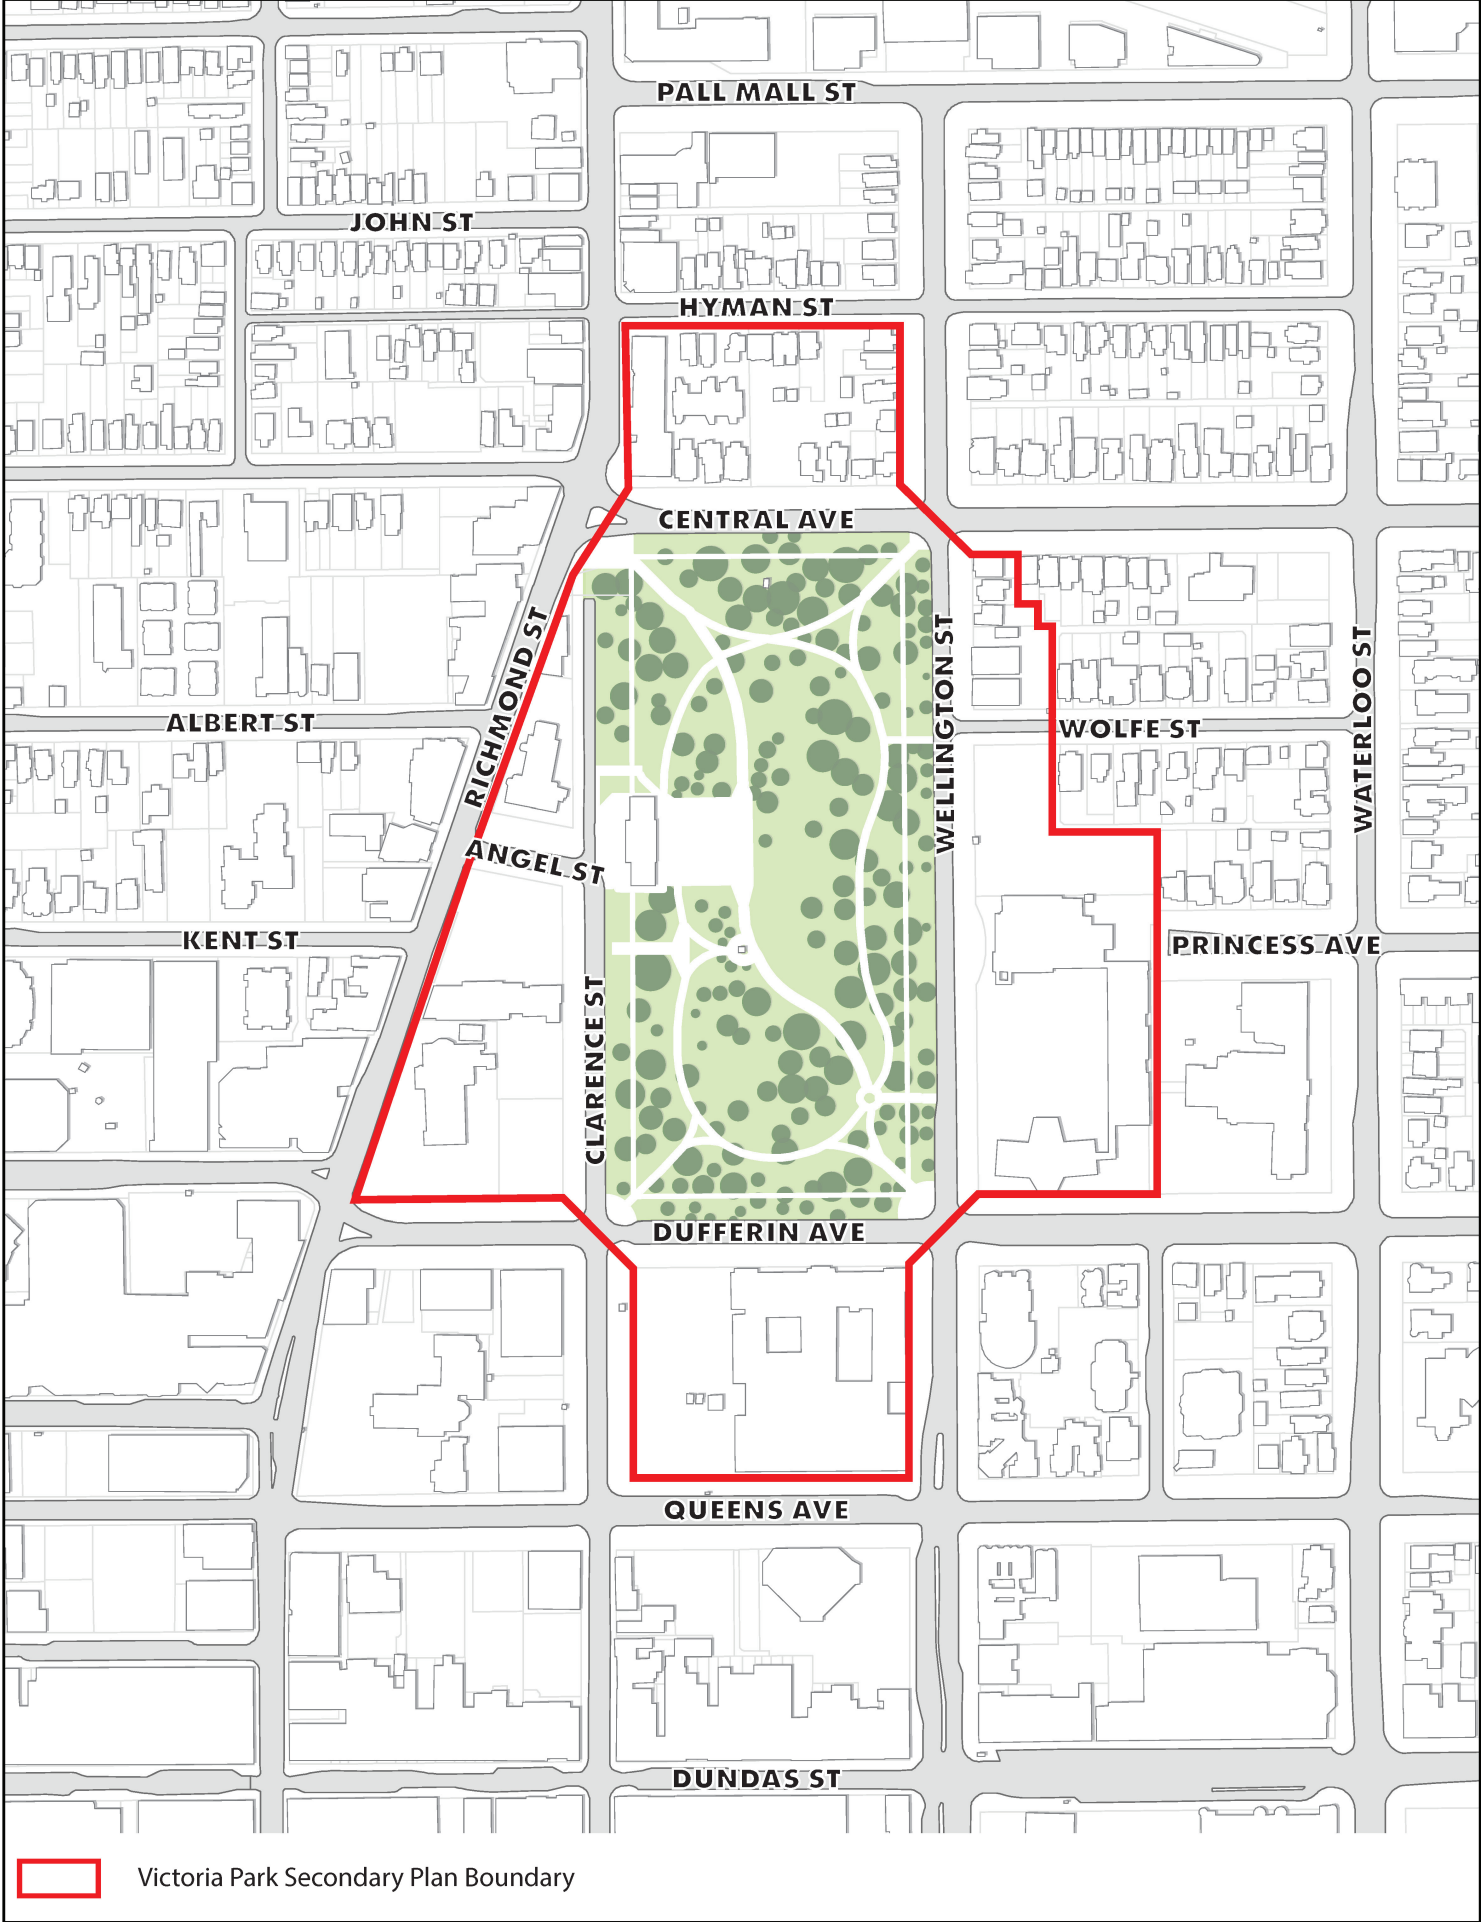 PALL MALL ST
JOHN ST
HYMAN ST
CENTRAL AVE
RICHMOND ST
WELLINGTON ST
WATERLOO ST
ALBERT ST
WOLFE ST
ANGEL ST
KENT ST
PRINCESS AVE
CLARENCE ST
DUFFERIN AVE
QUEENS AVE
DUNDAS ST
Victoria Park Secondary Plan Boundary